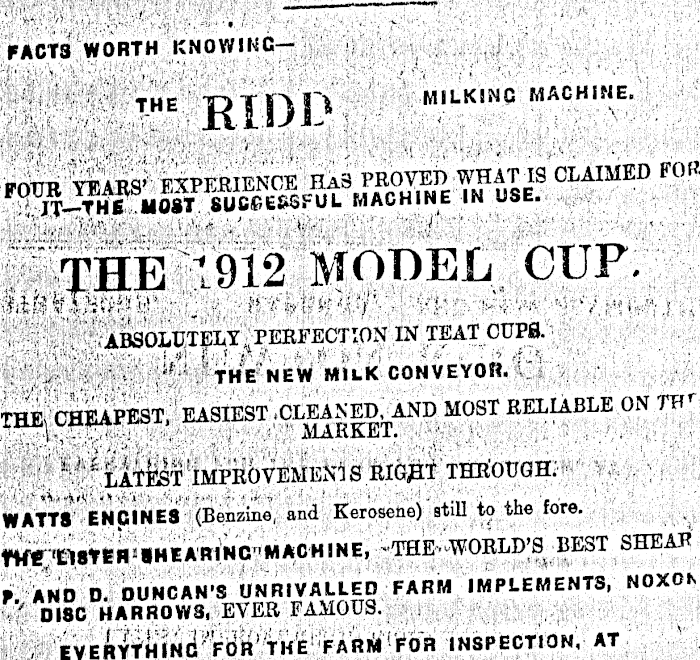 FACTS WORTH KNOWING—
THE RIDD MILKING MACHINE.
FOUR YEARS' EXPERIENCE HAS PROVED WHAT IS CLAIMED FOR
IT—THE MOST SUCCESSFUL MACHINE IN USE.
THE 1912 MODEL CUP.
ABSOLUTELY PERFECTION IN TEAT CUPS.
THE NEW MILK CONVEYOR.
THE CHEAPEST, EASIEST CLEANED, AND MOST RELIABLE ON THE
MARKET.
LATEST IMPROVEMENTS RIGHT THROUGH.
WATTS ENGINES (Benzine and Kerosene) still to the fore.
THE LISTER SHEARING MACHINE, THE WORLD'S BEST SHEAR
P. AND D. DUNCAN'S UNRIVALLED FARM IMPLEMENTS, NOXON
DISC HARROWS, EVER FAMOUS.
EVERYTHING FOR THE FARM FOR INSPECTION, AT